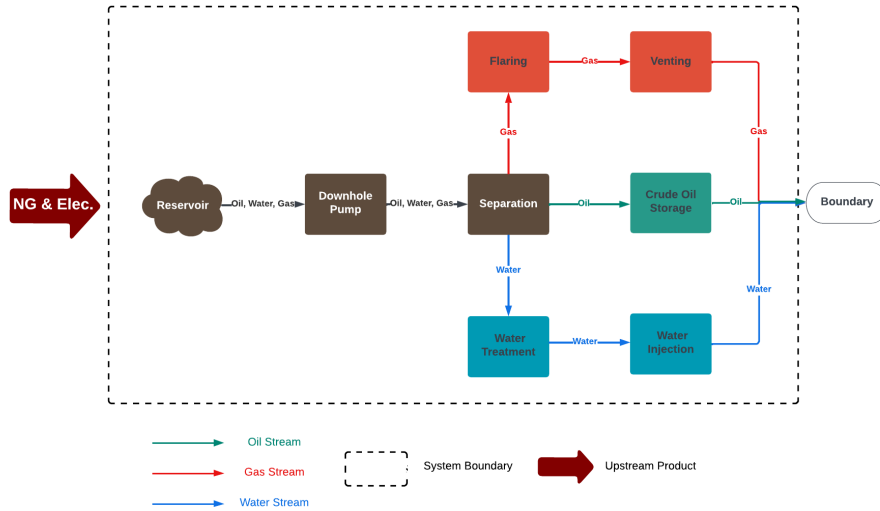 Flaring
Gas
Venting
Gas
Gas
NG & Elec.
Reservoir
Oil, Water, Gas
Downhole
Pump
Oil, Water, Gas
Separation
Oil
Crude Oil
Storage
Oil
Boundary
Water
Water
Water
Treatment
Water
Water
Injection
Oil Stream
Gas Stream
Water Stream
System Boundary
Upstream Product